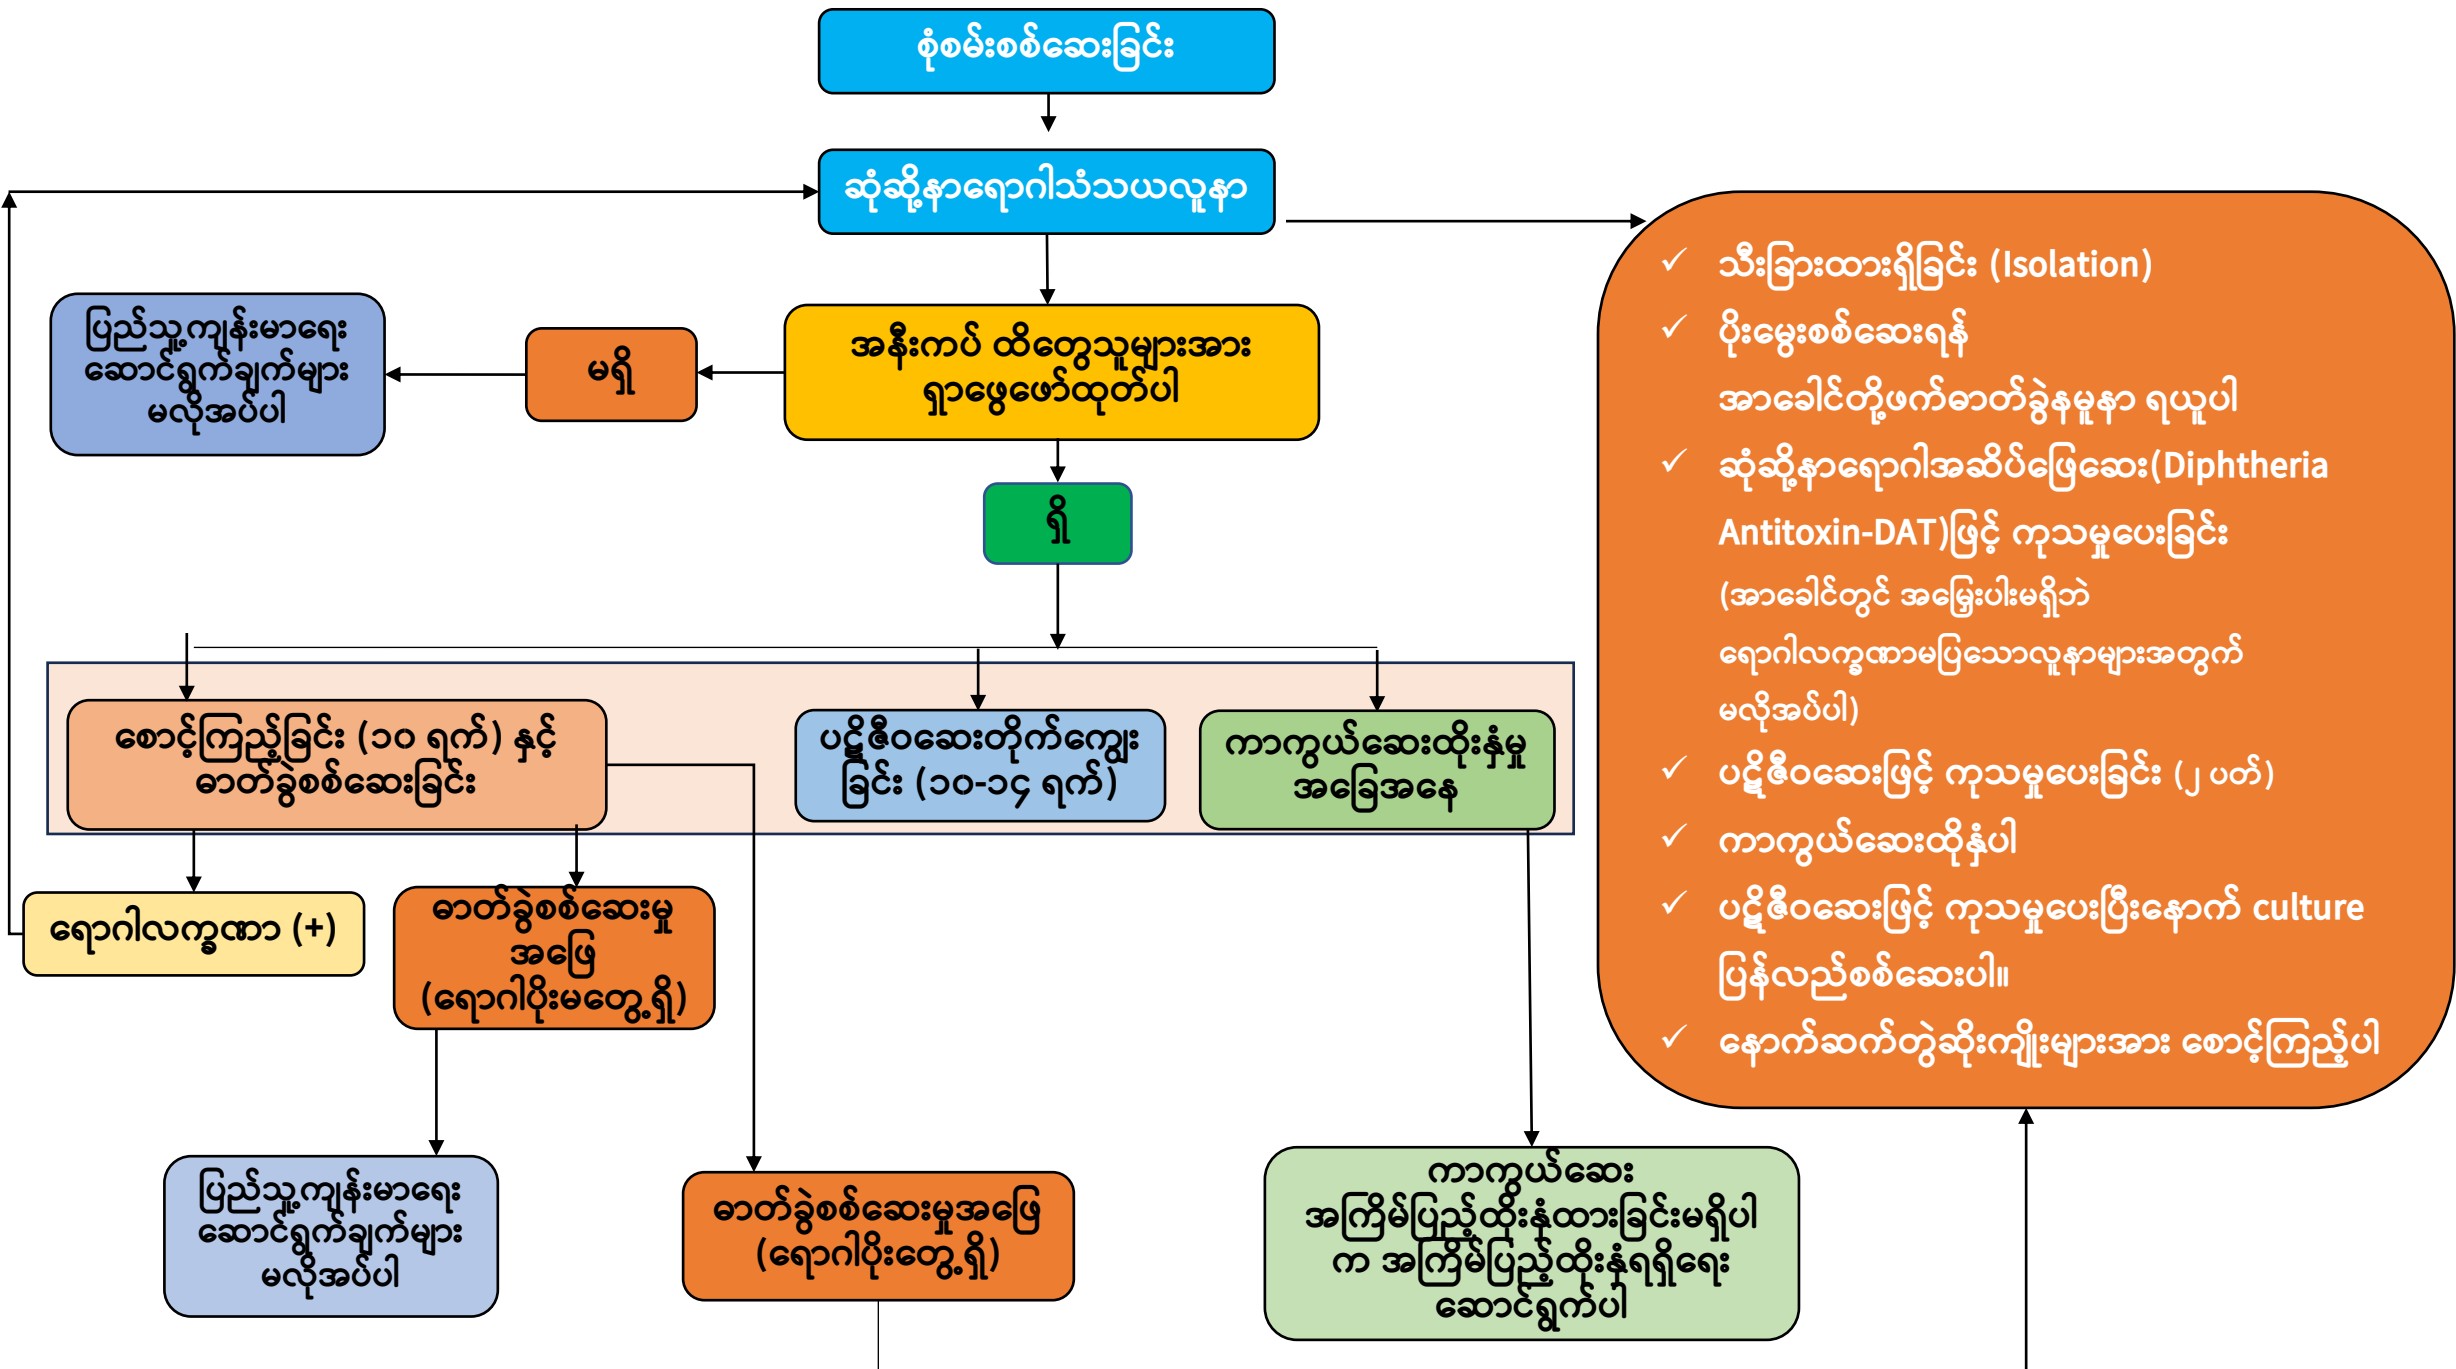 စုံစမ်းစစ်ဆေးခြင်း
ဆုံဆို့နာရောဂါသံသယလူနာ
ပြည်သူ့ကျန်းမာရေး
ဆောင်ရွက်ချက်များ
မလိုအပ်ပါ
မရှိ
အနီးကပ် ထိတွေ့သူများအား
ရှာဖွေဖော်ထုတ်ပါ
ရှိ
စောင့်ကြည့်ခြင်း (၁၀ ရက်) နှင့်
ဓာတ်ခွဲစစ်ဆေးခြင်း
ပဋိဇီဝဆေးတိုက်ကျွေး
ခြင်း (၁၀-၁၄ ရက်)
ကာကွယ်ဆေးထိုးနှံမှု
အခြေအနေ
ရောဂါလက္ခဏာ (+)
ဓာတ်ခွဲစစ်ဆေးမှု
အဖြေ
(ရောဂါပိုးမတွေ့ရှိ)
ပြည်သူ့ကျန်းမာရေး
ဆောင်ရွက်ချက်များ
မလိုအပ်ပါ
ဓာတ်ခွဲစစ်ဆေးမှုအဖြေ
(ရောဂါပိုးတွေ့ရှိ)
ကာကွယ်ဆေး
အကြိမ်ပြည့်ထိုးနှံထားခြင်းမရှိပါ
က အကြိမ်ပြည့်ထိုးနှံရရှိရေး
ဆောင်ရွက်ပါ
✓ သီးခြားထားရှိခြင်း (Isolation)
✓ ပိုးမွေးစစ်ဆေးရန်
အာခေါင်တို့ဖက်ဓာတ်ခွဲနမူနာ ရယူပါ
✓ ဆုံဆို့နာရောဂါအဆိပ်ဖြေဆေး(Diphtheria
Antitoxin-DAT)ဖြင့် ကုသမှုပေးခြင်း
(အာခေါင်တွင် အမြှေးပါးမရှိဘဲ
ရောဂါလက္ခဏာမပြသောလူနာများအတွက်
မလိုအပ်ပါ)
✓ ပဋိဇီဝဆေးဖြင့် ကုသမှုပေးခြင်း (၂ ပတ်)
✓ ကာကွယ်ဆေးထိုနှံပါ
✓ ပဋိဇီဝဆေးဖြင့် ကုသမှုပေးပြီးနောက် culture
ပြန်လည်စစ်ဆေးပါ။
✓ နောက်ဆက်တွဲဆိုးကျိုးများအား စောင့်ကြည့်ပါ